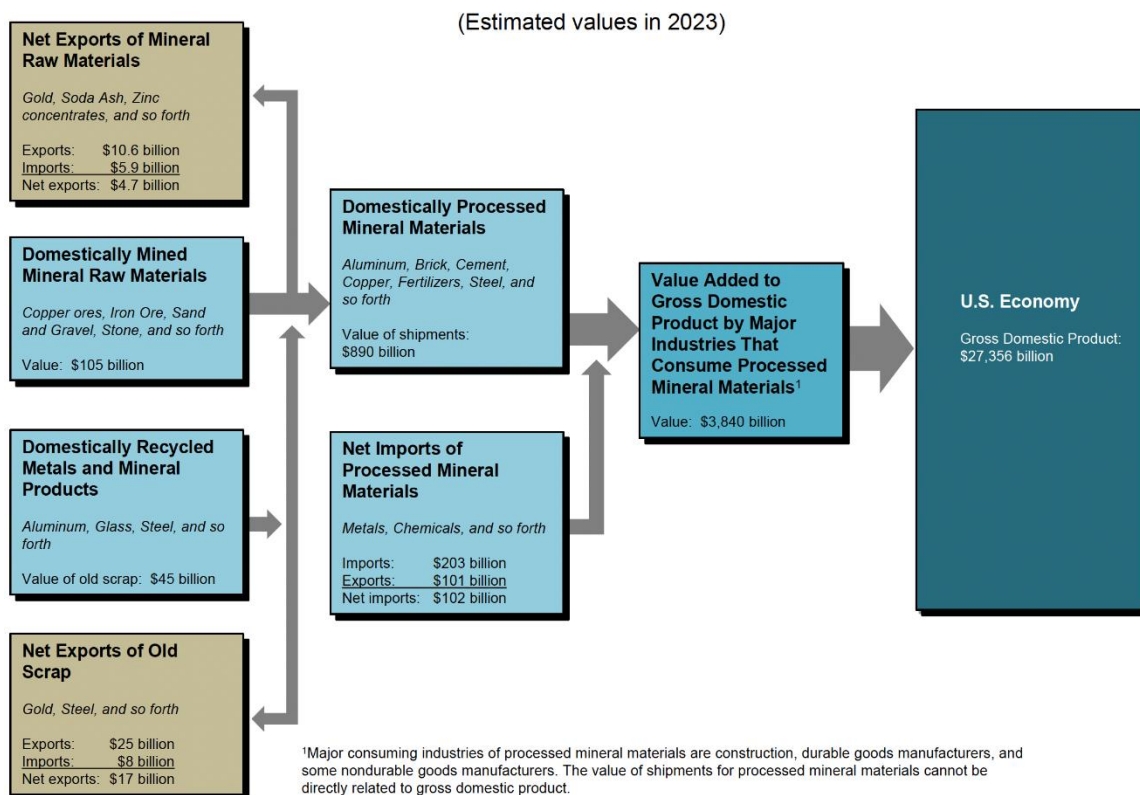 (Estimated values in 2023)
Net Exports of Mineral
Raw Materials
Gold, Soda Ash, Zinc
concentrates, and so forth
Exports: $10.6 billion
Imports: $5.9 billion
Net exports: $4.7 billion
Domestically Mined
Mineral Raw Materials
Copper ores, Iron Ore, Sand
and Gravel, Stone, and so forth
Value: $105 billion
Domestically Recycled
Metals and Mineral
Products
Aluminum, Glass, Steel, and so
forth
Value of old scrap: $45 billion
Net Exports of Old
Scrap
Gold, Steel, and so forth
Exports: $25 billion
Imports: $8 billion
Net exports: $17 billion
Domestically Processed
Mineral Materials
Aluminum, Brick, Cement,
Copper, Fertilizers, Steel, and
so forth
Value of shipments:
$890 billion
Net Imports of
Processed Mineral
Materials
Metals, Chemicals, and so forth
Imports: $203 billion
Exports: $101 billion
Net imports: $102 billion
Value Added to
Gross Domestic
Product by Major
Industries That
Consume Processed
Mineral Materials¹
Value: $3,840 billion
U.S. Economy
Gross Domestic Product:
$27,356 billion
¹Major consuming industries of processed mineral materials are construction, durable goods manufacturers, and
some nondurable goods manufacturers. The value of shipments for processed mineral materials cannot be
directly related to gross domestic product.